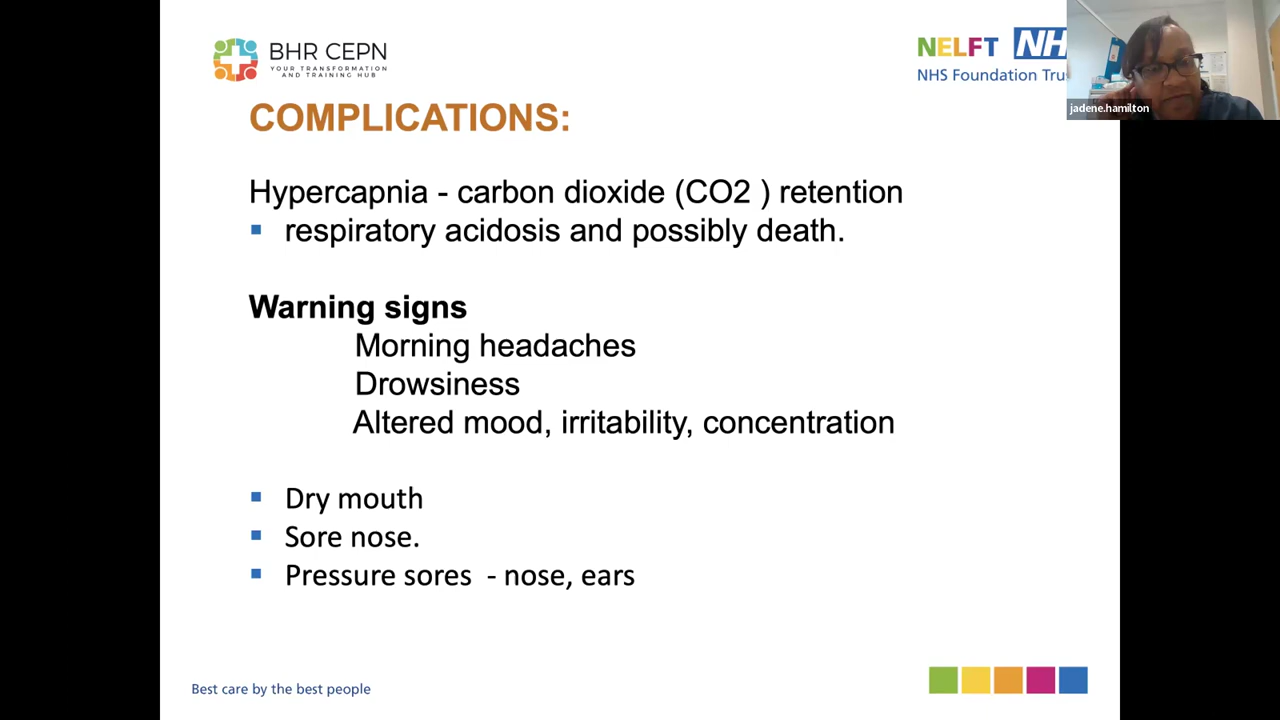 BHR CEPN
YOUR TRANSFORMATION
AND TRAINING HUB
NELFT NH
NHS Foundation Tru
jadene.hamilton
COMPLICATIONS:
Hypercapnia - carbon dioxide (CO2 ) retention
▪ respiratory acidosis and possibly death.
Warning signs
Morning headaches
Drowsiness
Altered mood, irritability, concentration
▪ Dry mouth
▪ Sore nose.
▪ Pressure sores - nose, ears
Best care by the best people